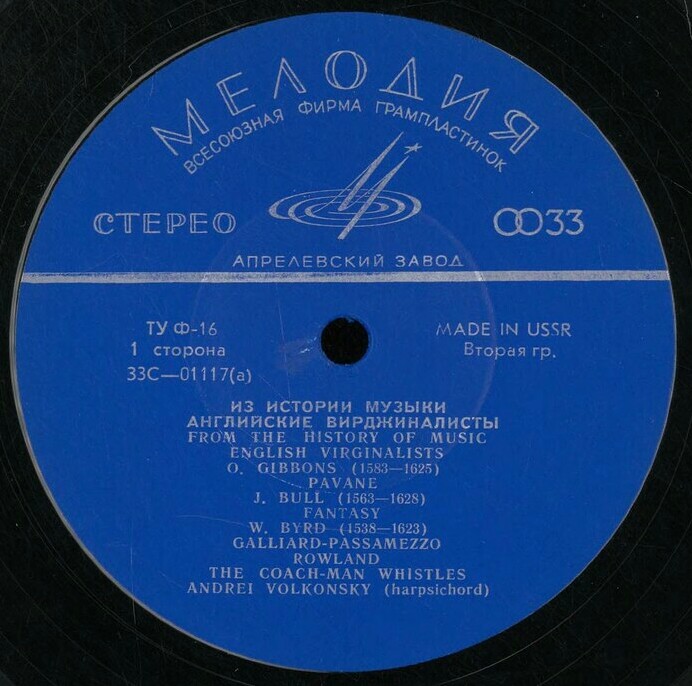 МЕЛОДИЯ
ВСЕСОЮЗНАЯ ФИРМА ГРАМПЛАСТИНОК
СТЕРЕО
33
АПРЕЛЕВСКИЙ ЗАВОД
ТУ Ф-16
MADE IN USSR
1 сторона
Вторая гр.
33С—01117(а)
ИЗ ИСТОРИИ МУЗЫКИ
АНГЛИЙСКИЕ ВИРДЖИНАЛИСТЫ
FROM THE HISTORY OF MUSIC
ENGLISH VIRGINALISTS
O. GIBBONS (1583—1625)
PAVANE
J. BULL (1563—1628)
FANTASY
W. BYRD (1538—1623)
GALLIARD-PASSAMEZZO
ROWLAND
THE COACH-MAN WHISTLES
ANDREI VOLKONSKY (harpsichord)